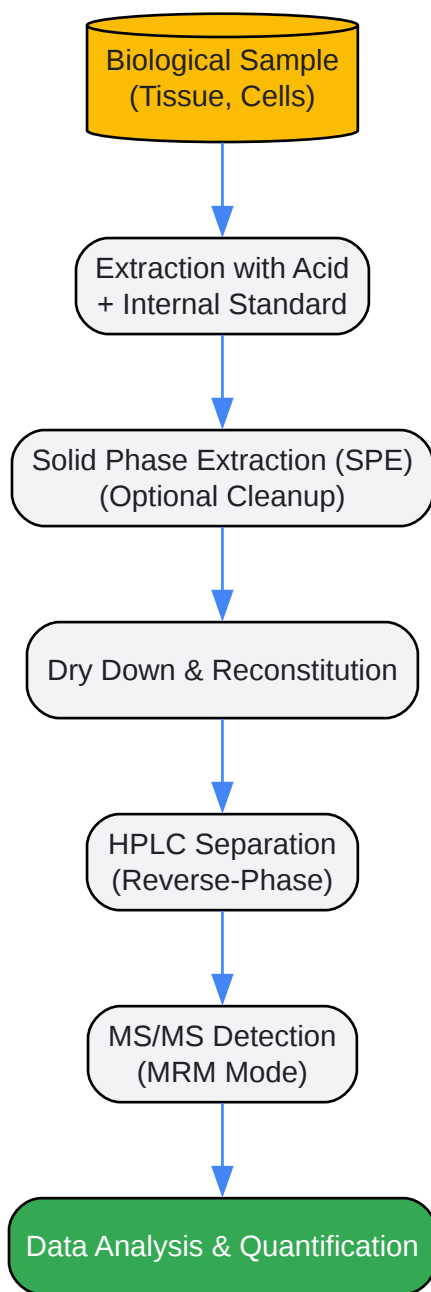 Biological Sample
(Tissue, Cells)
Extraction with Acid
+ Internal Standard
Solid Phase Extraction (SPE)
(Optional Cleanup)
Dry Down & Reconstitution
HPLC Separation
(Reverse-Phase)
MS/MS Detection
(MRM Mode)
Data Analysis & Quantification